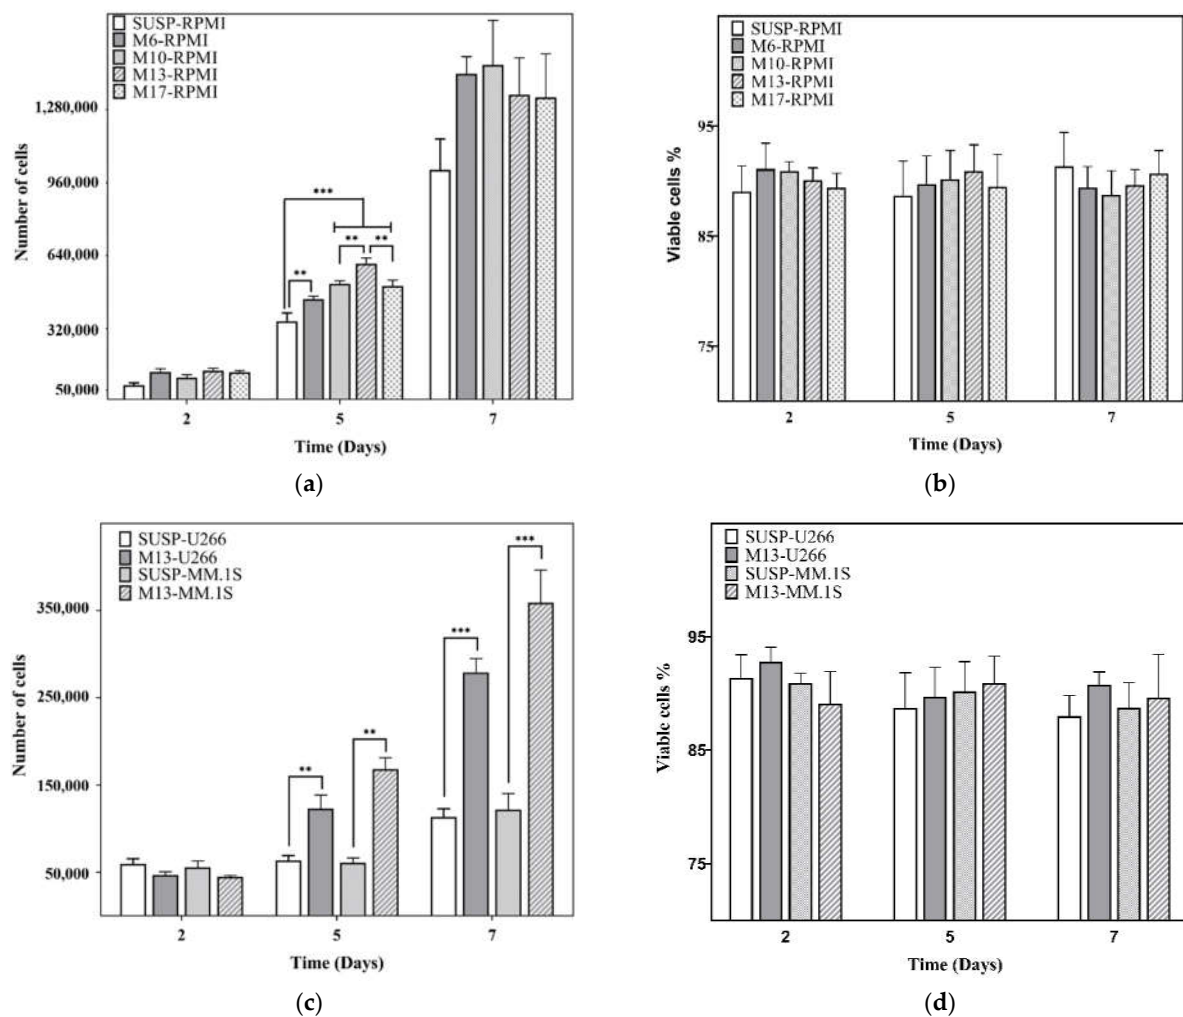 SUSP-RPMI
M6-RPMI
M10-RPMI
M13-RPMI
M17-RPMI
Number of cells
1,280,000
960,000
640,000
320,000
50,000
***
**
**
**
2 5 7
Time (Days)
(a)
SUSP-RPMI
M6-RPMI
M10-RPMI
M13-RPMI
M17-RPMI
Viable cells %
95
85
75
2 5 7
Time (Days)
(b)
SUSP-U266
M13-U266
SUSP-MM.1S
M13-MM.1S
Number of cells
350,000
250,000
150,000
50,000
**
**
***
***
2 5 7
Time (Days)
(c)
SUSP-U266
M13-U266
SUSP-MM.1S
M13-MM.1S
Viable cells %
95
85
75
2 5 7
Time (Days)
(d)